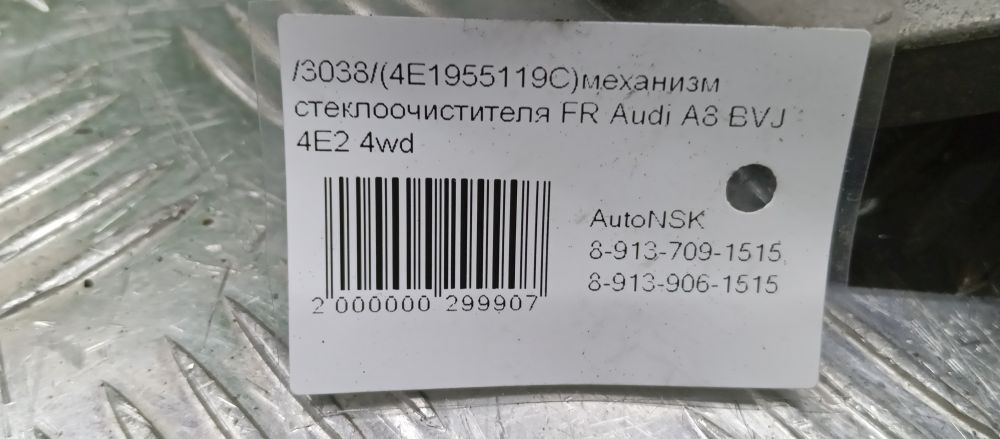 /3038/(4E1955119C)механизм
стеклоочистителя FR Audi A8 BVJ
4E2 4wd
AutoNSK
8-913-709-1515
8-913-906-1515
2 000000 299907